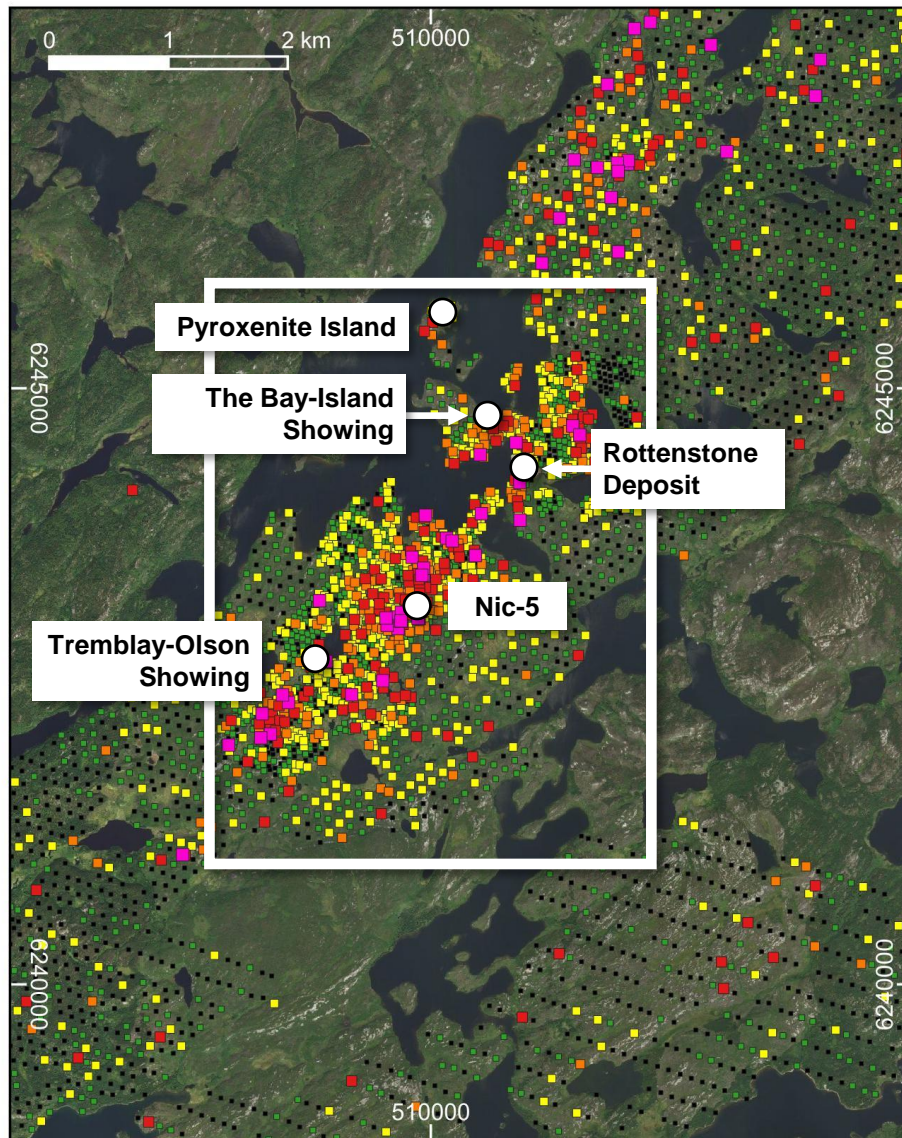 0 1 2 km
510000
Pyroxenite Island
6245000
6245000
The Bay-Island
Showing
Rottenstone
Deposit
Nic-5
Tremblay-Olson
Showing
6240000
6240000
510000